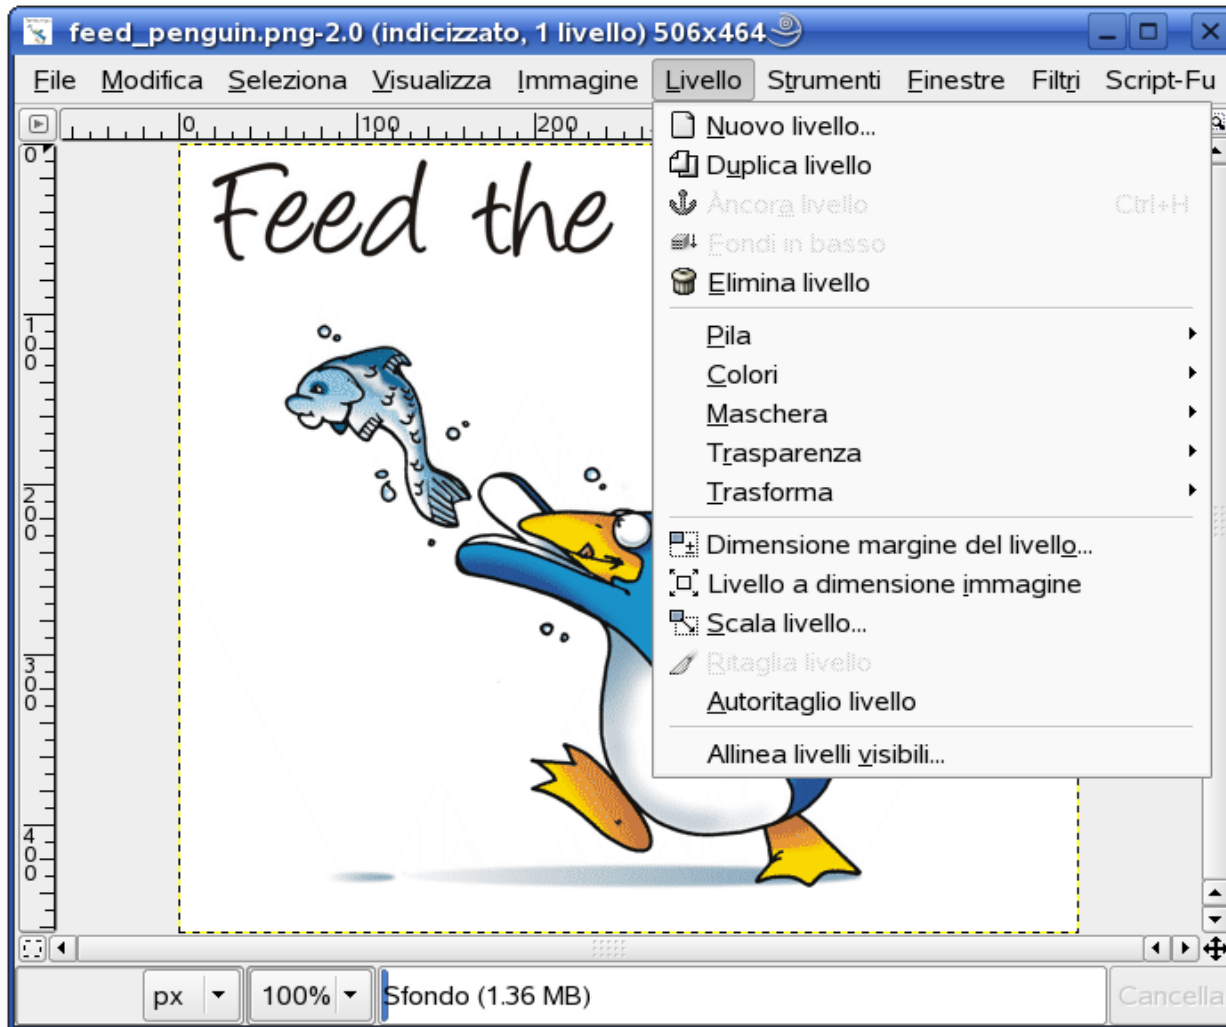 feed_penguin.png-2.0 (indicizzato, 1 livello) 506x464
File Modifica Seleziona Visualizza Immagine Livello Strumenti Finestre Filtri Script-Fu
0 100 200
Feed the
0
100
200
300
400
Nuovo livello...
Duplica livello
Àncora livello Ctrl+H
Fondi in basso
Elimina livello
Pila
Colori
Maschera
Trasparenza
Trasforma
Dimensione margine del livello...
Livello a dimensione immagine
Scala livello...
Ritaglia livello
Autoritaglio livello
Allinea livelli visibili...
px 100% Sfondo (1.36 MB) Cancella